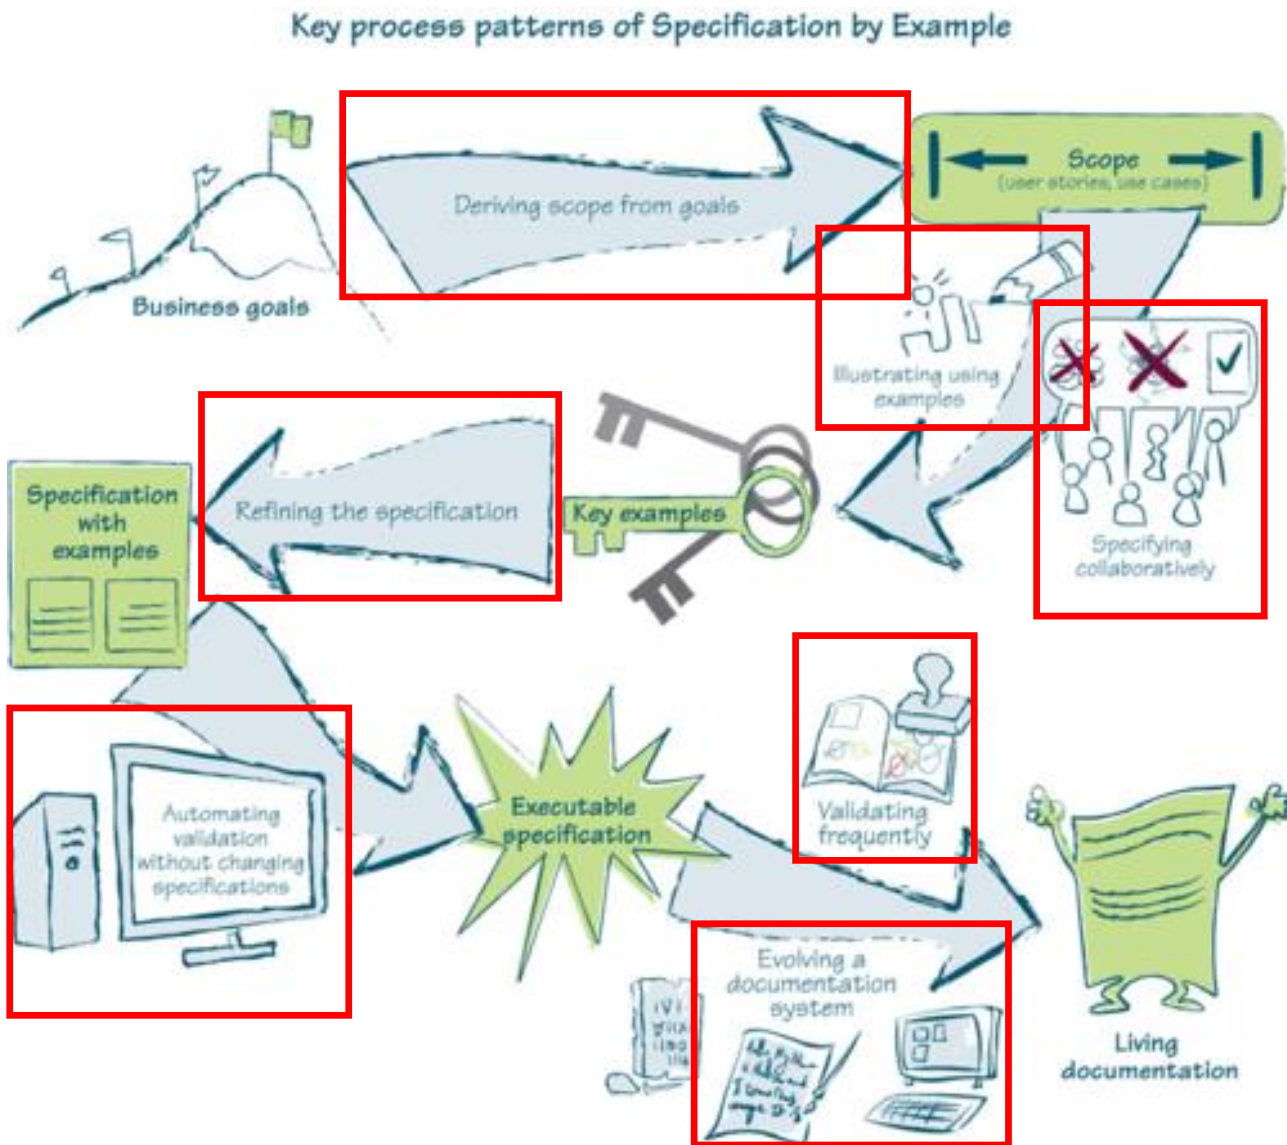 Key process patterns of Specification by Example
Deriving scope from goals
Scope
(user stories, use cases)
Business goals
Illustrating using
examples
Specification
with
examples
Refining the specification
Key examples
Specifying
collaboratively
Automating
validation
without changing
specifications
Executable
specification
Validating
frequently
Evolving a
documentation
system
Living
documentation